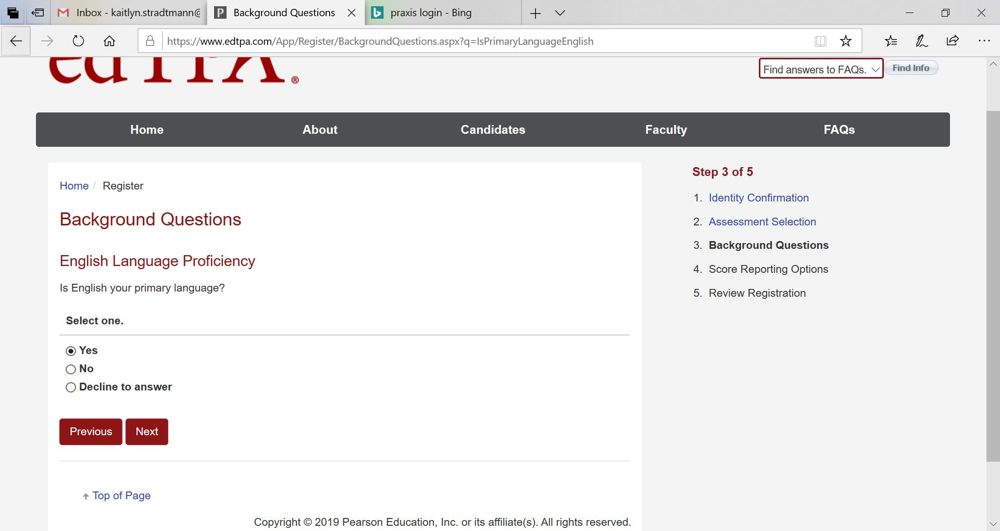 Inbox - kaitlyn.stradtmann@
P Background Questions
b praxis login - Bing
https://www.edtpa.com/App/Register/BackgroundQuestions.aspx?q=IsPrimaryLanguageEnglish
edTPA®
Find answers to FAQs.
Find Info
Home About Candidates Faculty FAQs
Home / Register
Background Questions
English Language Proficiency
Is English your primary language?
Select one.
Yes
No
Decline to answer
Previous Next
Top of Page
Copyright © 2019 Pearson Education, Inc. or its affiliate(s). All rights reserved.
Step 3 of 5
1. Identity Confirmation
2. Assessment Selection
3. Background Questions
4. Score Reporting Options
5. Review Registration